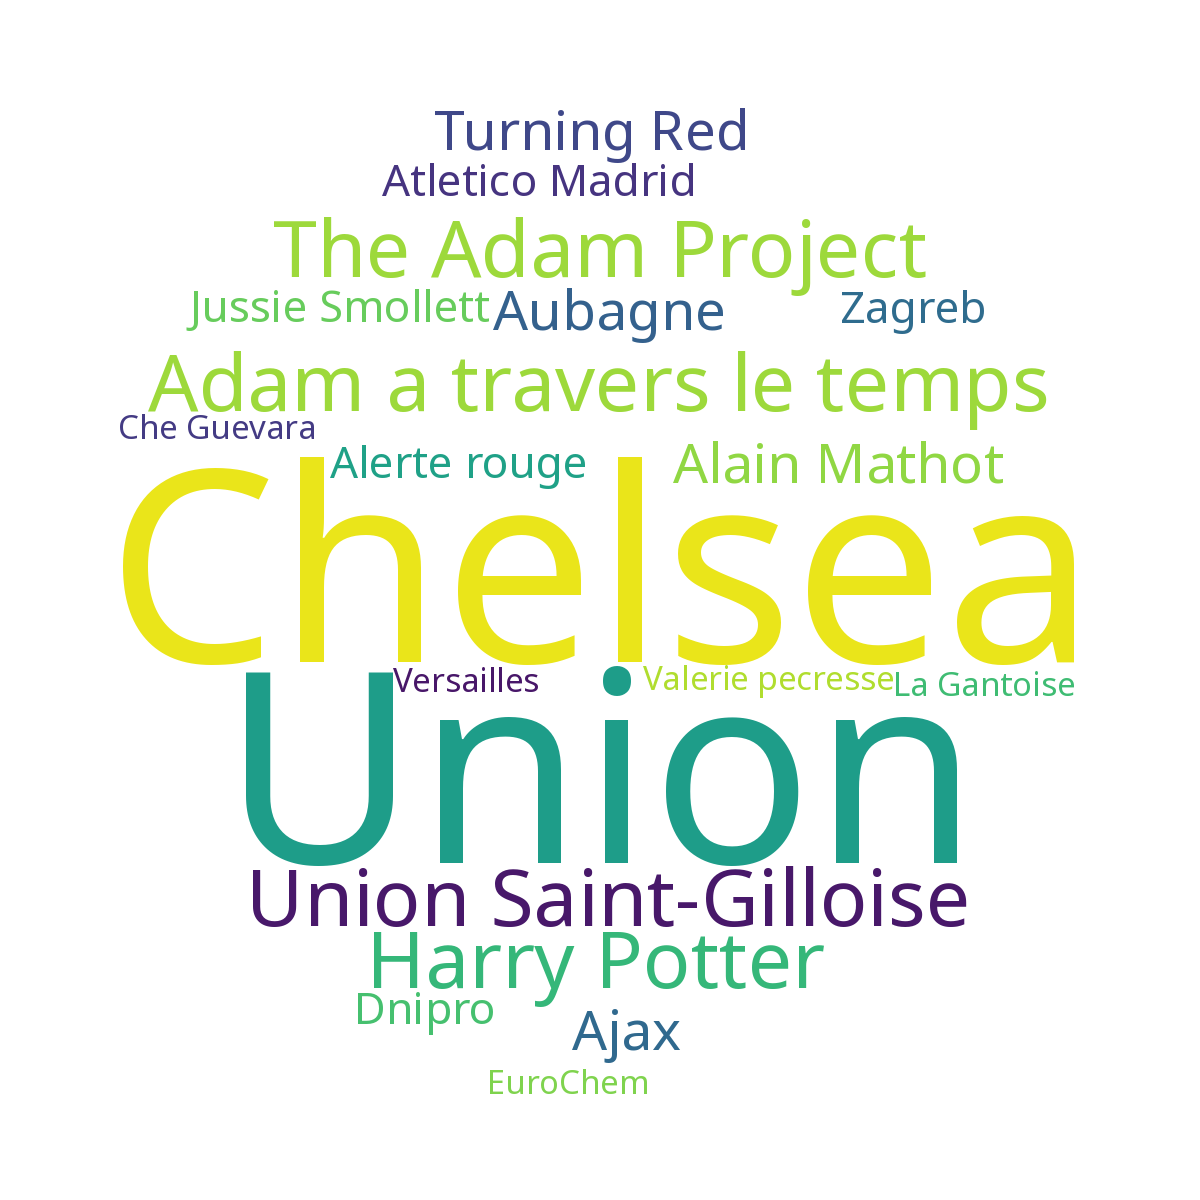 Turning Red
Atletico Madrid
The Adam Project
Jussie Smollett
Aubagne
Zagreb
Adam a travers le temps
Che Guevara
Alerte rouge
Alain Mathot
Chelsea
Versailles
Valerie pecresse
La Gantoise
Union
Union Saint-Gilloise
Harry Potter
Dnipro
Ajax
EuroChem